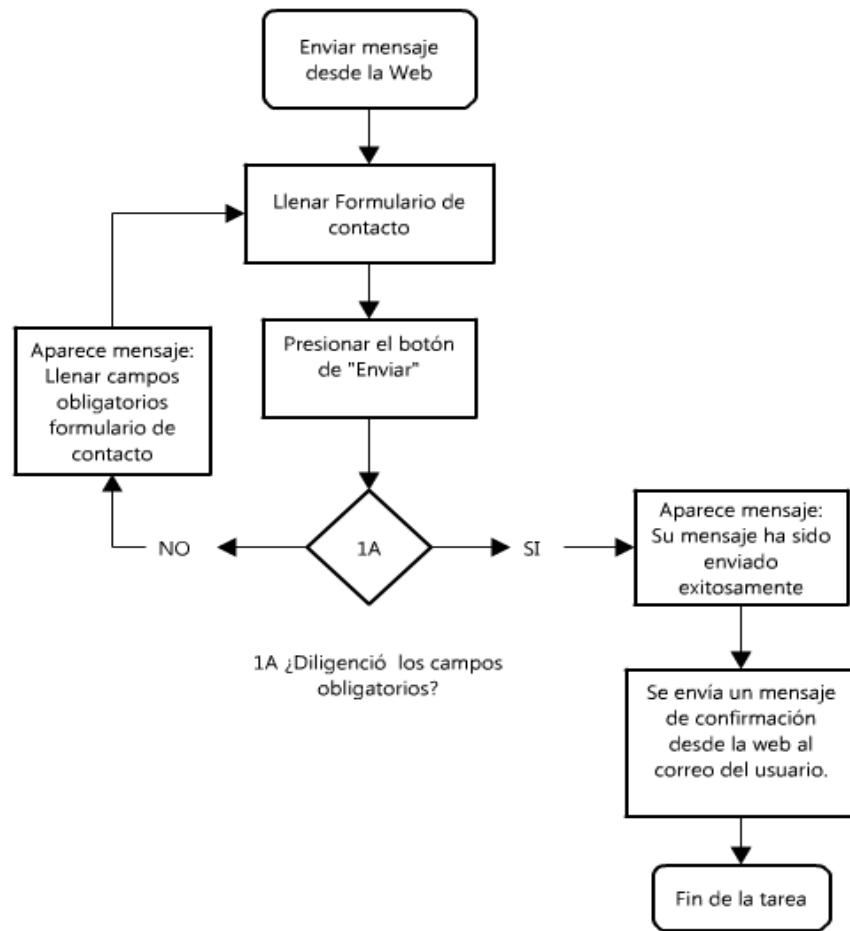 Enviar mensaje
desde la Web
Llenar Formulario de
contacto
Presionar el botón
de "Enviar"
Aparece mensaje:
Llenar campos
obligatorios
formulario de
contacto
NO
1A
SI
Aparece mensaje:
Su mensaje ha sido
enviado
exitosamente
1A ¿Diligenció los campos
obligatorios?
Se envía un mensaje
de confirmación
desde la web al
correo del usuario.
Fin de la tarea